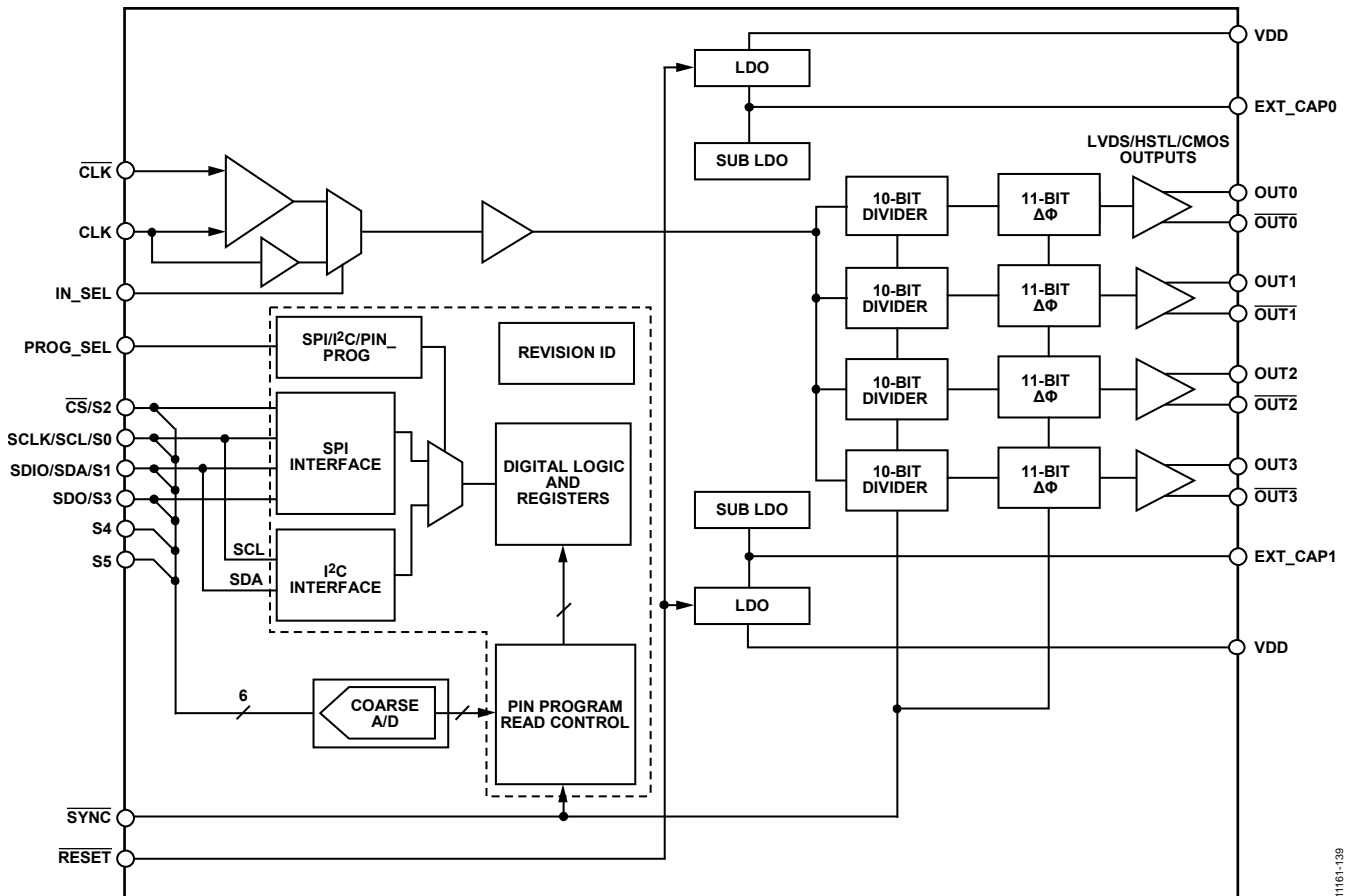 VDD
LDO
EXT_CAP0
SUB LDO
LVDS/HSTL/CMOS
OUTPUTS
CLK
CLK
IN_SEL
10-BIT
DIVIDER
11-BIT
ΔΦ
OUT0
OUT0
10-BIT
DIVIDER
11-BIT
ΔΦ
OUT1
OUT1
10-BIT
DIVIDER
11-BIT
ΔΦ
OUT2
OUT2
10-BIT
DIVIDER
11-BIT
ΔΦ
OUT3
OUT3
PROG_SEL
SPI/I²C/PIN_
PROG
REVISION ID
CS/S2
SCLK/SCL/S0
SDIO/SDA/S1
SDO/S3
S4
S5
SPI
INTERFACE
DIGITAL LOGIC
AND
REGISTERS
SCL
SDA
I²C
INTERFACE
SUB LDO
EXT_CAP1
LDO
VDD
6
COARSE
A/D
PIN PROGRAM
READ CONTROL
SYNC
RESET
11161-139